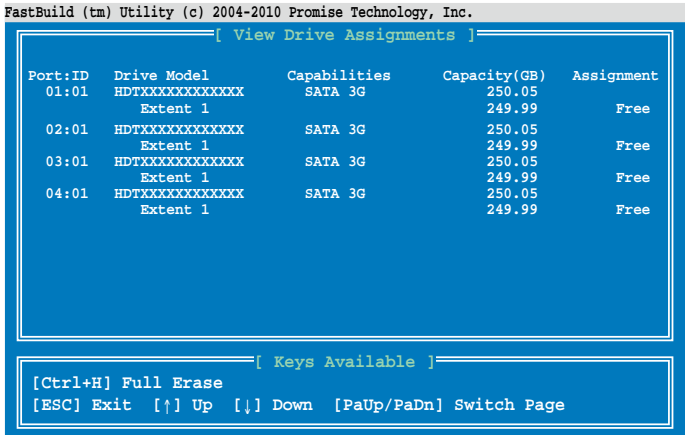 FastBuild (tm) Utility (c) 2004-2010 Promise Technology, Inc.
[ View Drive Assignments ]
Port:ID Drive Model Capabilities Capacity(GB) Assignment
01:01 HDTXXXXXXXXXXXX SATA 3G 250.05
Extent 1 249.99 Free
02:01 HDTXXXXXXXXXXXX SATA 3G 250.05
Extent 1 249.99 Free
03:01 HDTXXXXXXXXXXXX SATA 3G 250.05
Extent 1 249.99 Free
04:01 HDTXXXXXXXXXXXX SATA 3G 250.05
Extent 1 249.99 Free
[ Keys Available ]
[Ctrl+H] Full Erase
[ESC] Exit [↑] Up [↓] Down [PaUp/PaDn] Switch Page